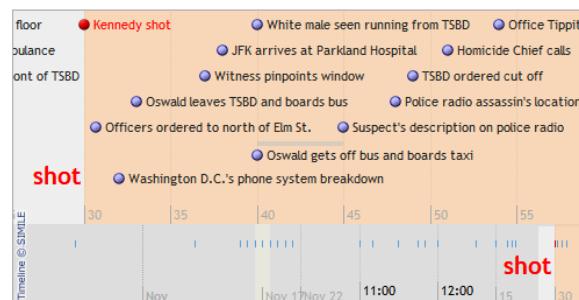 floor Kennedy shot White male seen running from TSBD Office Tippit
bulance JFK arrives at Parkland Hospital Homicide Chief calls
ont of TSBD Witness pinpoints window TSBD ordered cut off
Oswald leaves TSBD and boards bus Police radio assassin's location
Officers ordered to north of Elm St. Suspect's description on police radio
Oswald gets off bus and boards taxi
shot Washington D.C.'s phone system breakdown
30 35 40 45 50 55
Timeline © SIMILE
shot
Nov Nov 17 Nov 22 11:00 12:00 15 30